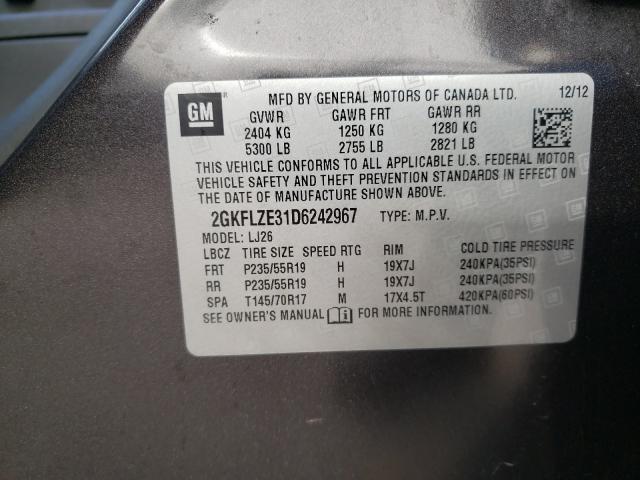 GM ® MFD BY GENERAL MOTORS OF CANADA LTD. 12/12
GVWR GAWR FRT GAWR RR
2404 KG 1250 KG 1280 KG
5300 LB 2755 LB 2821 LB
THIS VEHICLE CONFORMS TO ALL APPLICABLE U.S. FEDERAL MOTOR
VEHICLE SAFETY AND THEFT PREVENTION STANDARDS IN EFFECT ON
THE DATE OF MANUFACTURE SHOWN ABOVE.
2GKFLZE31D6242967 TYPE: M.P.V.
MODEL: LJ26
LBCZ TIRE SIZE SPEED RTG RIM COLD TIRE PRESSURE
FRT P235/55R19 H 19X7J 240KPA(35PSI)
RR P235/55R19 H 19X7J 240KPA(35PSI)
SPA T145/70R17 M 17X4.5T 420KPA(60PSI)
SEE OWNER'S MANUAL FOR MORE INFORMATION.